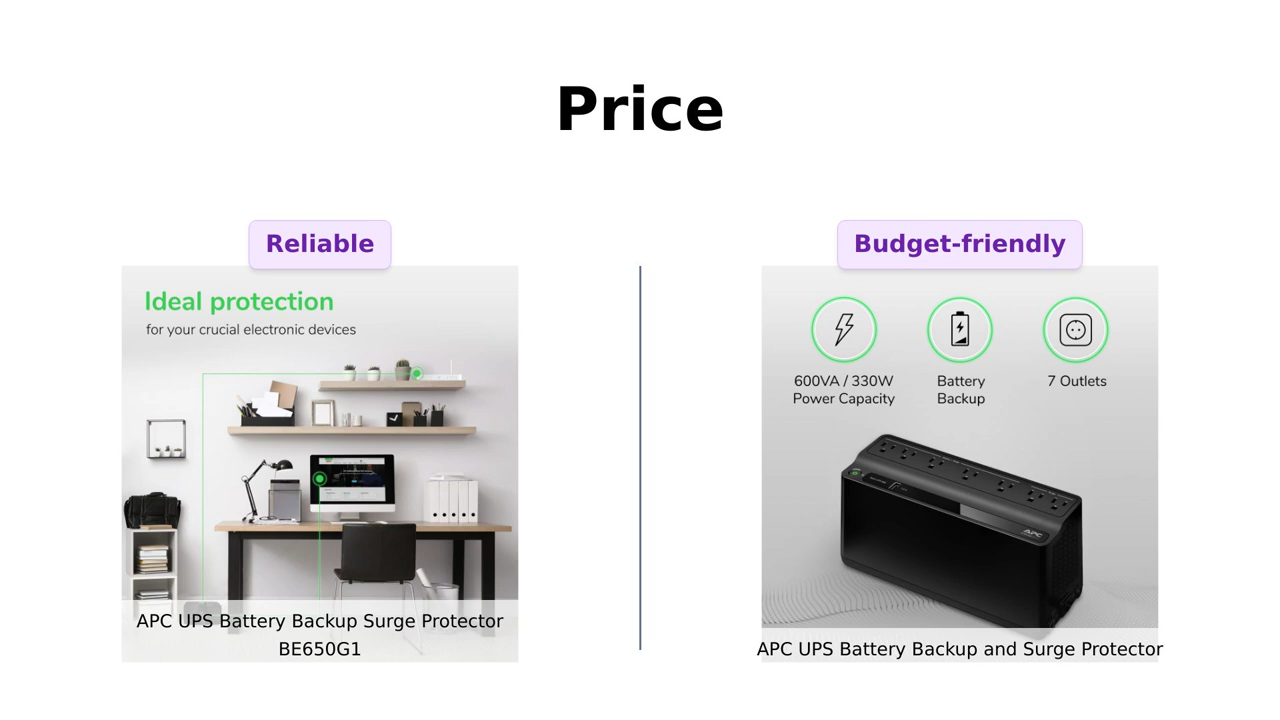 Price
Reliable
Budget-friendly
Ideal protection
for your crucial electronic devices
APC UPS Battery Backup Surge Protector
BE650G1
600VA / 330W
Power Capacity
Battery
Backup
7 Outlets
APC
APC UPS Battery Backup and Surge Protector